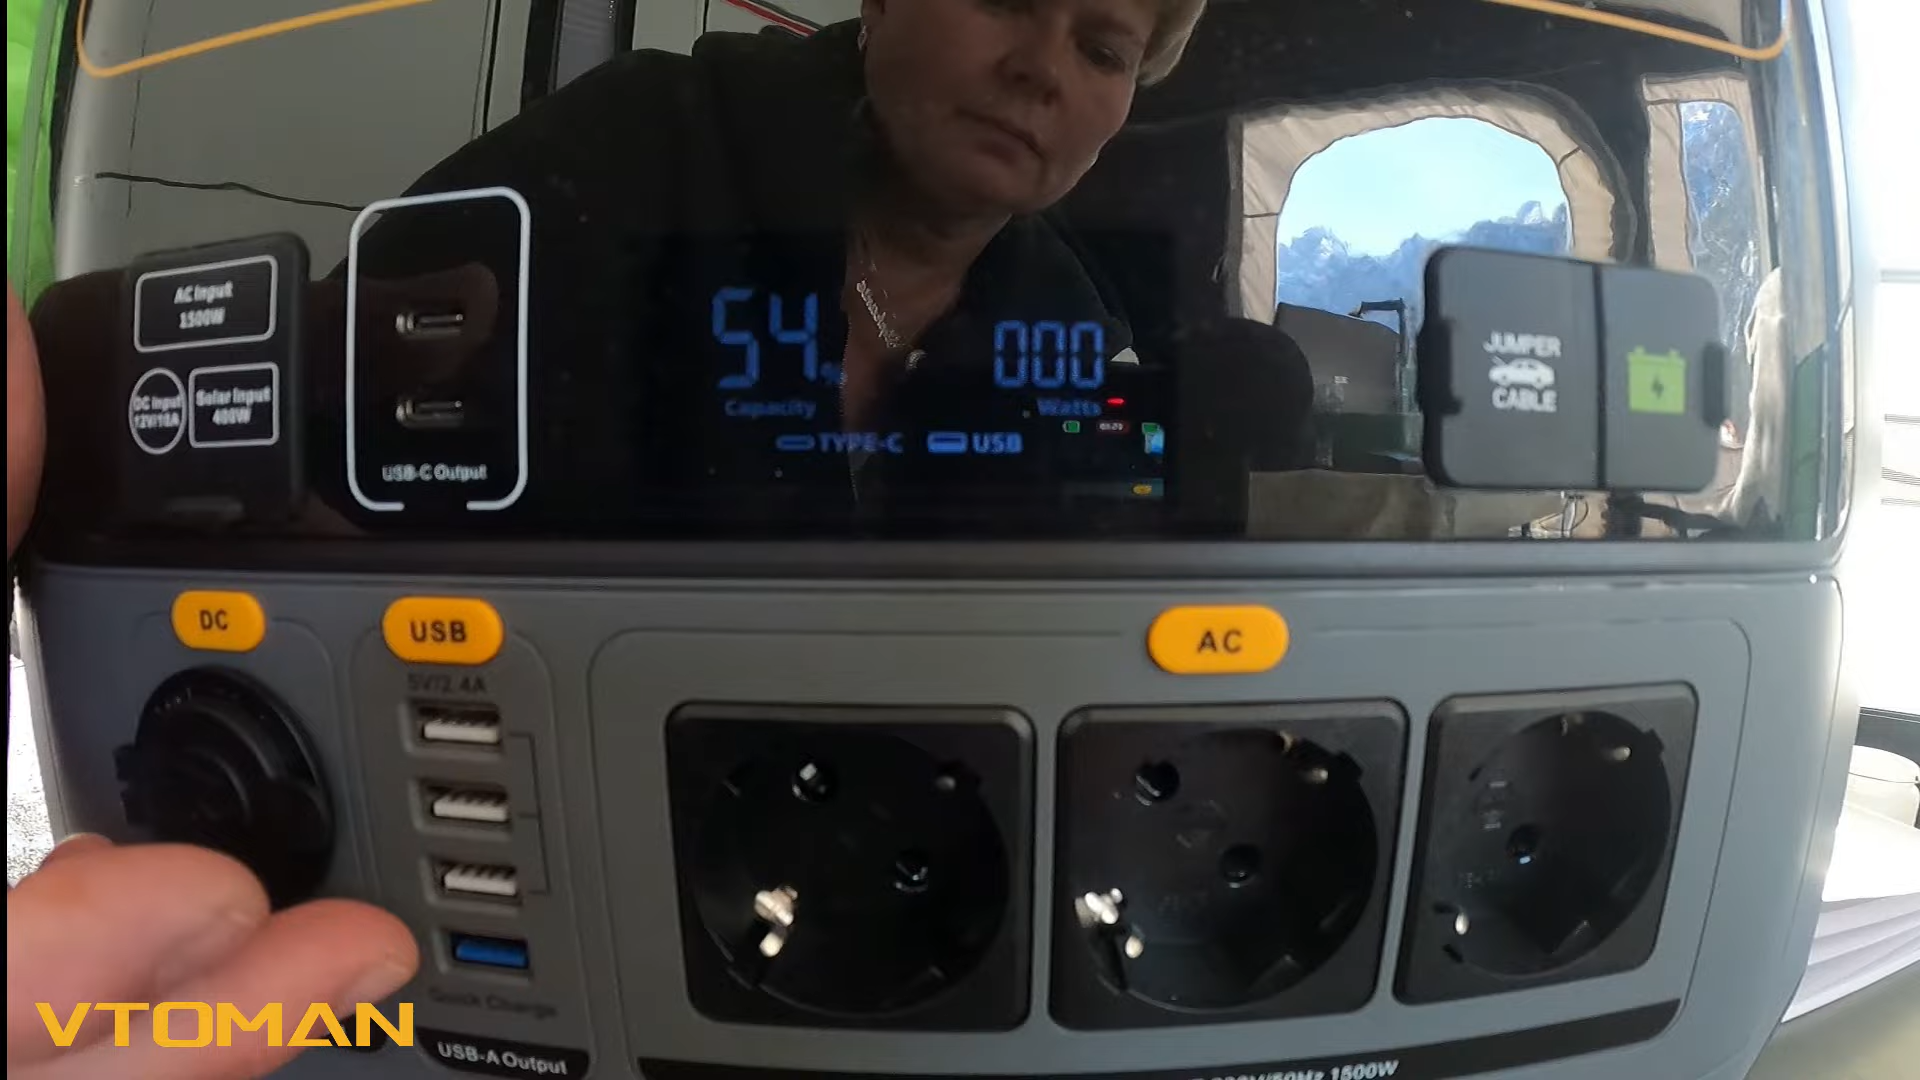 AC Input
1500W
DC Input
12V/10A
Solar Input
400W
USB-C Output
54%
Capacity
000
Watts
TYPE-C
USB
JUMPER
CABLE
DC
USB
AC
5V/2.4A
Quick Charge
USB-A Output
1500W
VTOMAN